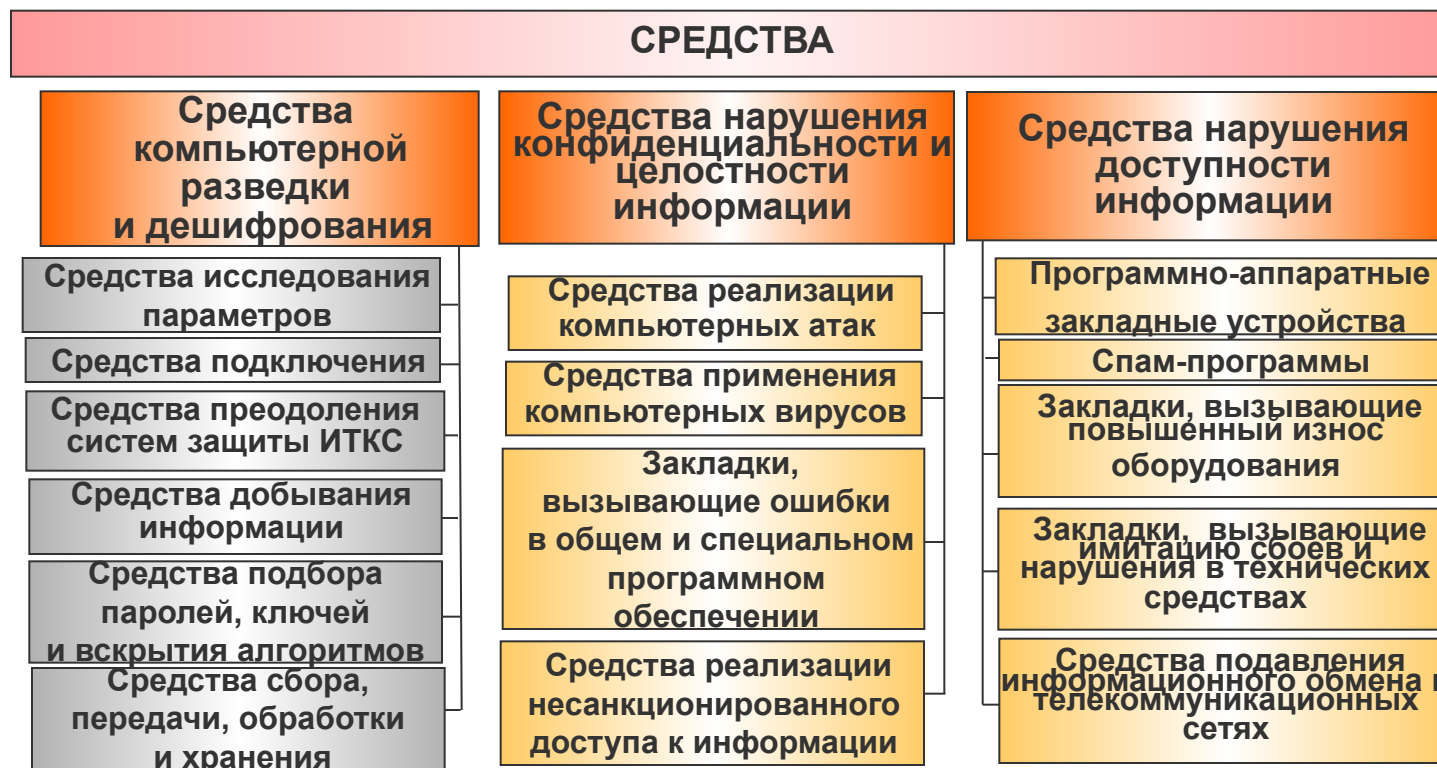 СРЕДСТВА
Средства
компьютерной
разведки
и дешифрования
Средства исследования
параметров
Средства подключения
Средства преодоления
систем защиты ИТКС
Средства добывания
информации
Средства подбора
паролей, ключей
и вскрытия алгоритмов
Средства сбора,
передачи, обработки
и хранения
Средства нарушения
конфиденциальности и
целостности
информации
Средства реализации
компьютерных атак
Средства применения
компьютерных вирусов
Закладки,
вызывающие ошибки
в общем и специальном
программном
обеспечении
Средства реализации
несанкционированного
доступа к информации
Средства нарушения
доступности
информации
Программно-аппаратные
закладные устройства
Спам-программы
Закладки, вызывающие
повышенный износ
оборудования
Закладки, вызывающие
имитацию сбоев и
нарушения в технических
средствах
Средства подавления
информационного обмена
телекоммуникационных
сетях